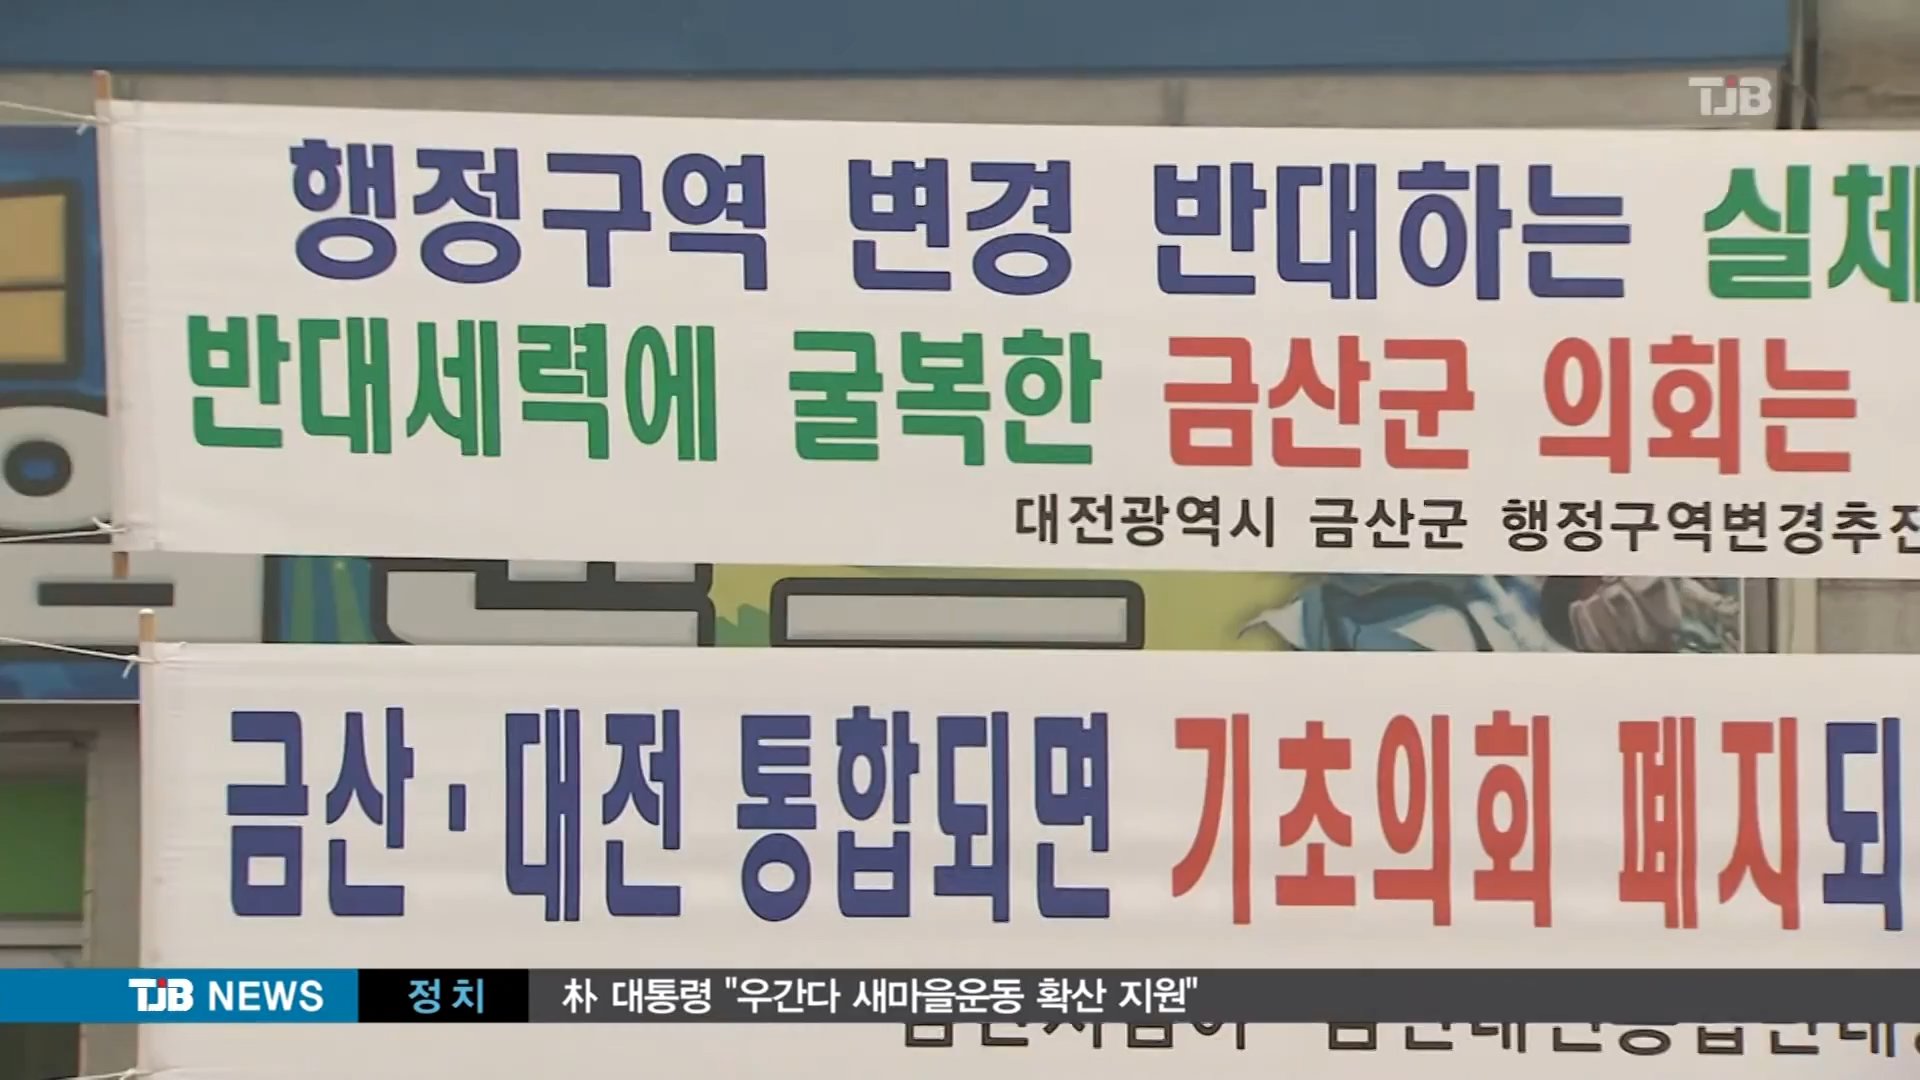 TJB
행정구역 변경 반대하는 실체
반대세력에 굴복한 금산군 의회는
대전광역시 금산군 행정구역변경추진
금산·대전 통합되면 기초의회 폐지되
TJB NEWS 정치 朴 대통령 "우간다 새마을운동 확산 지원"